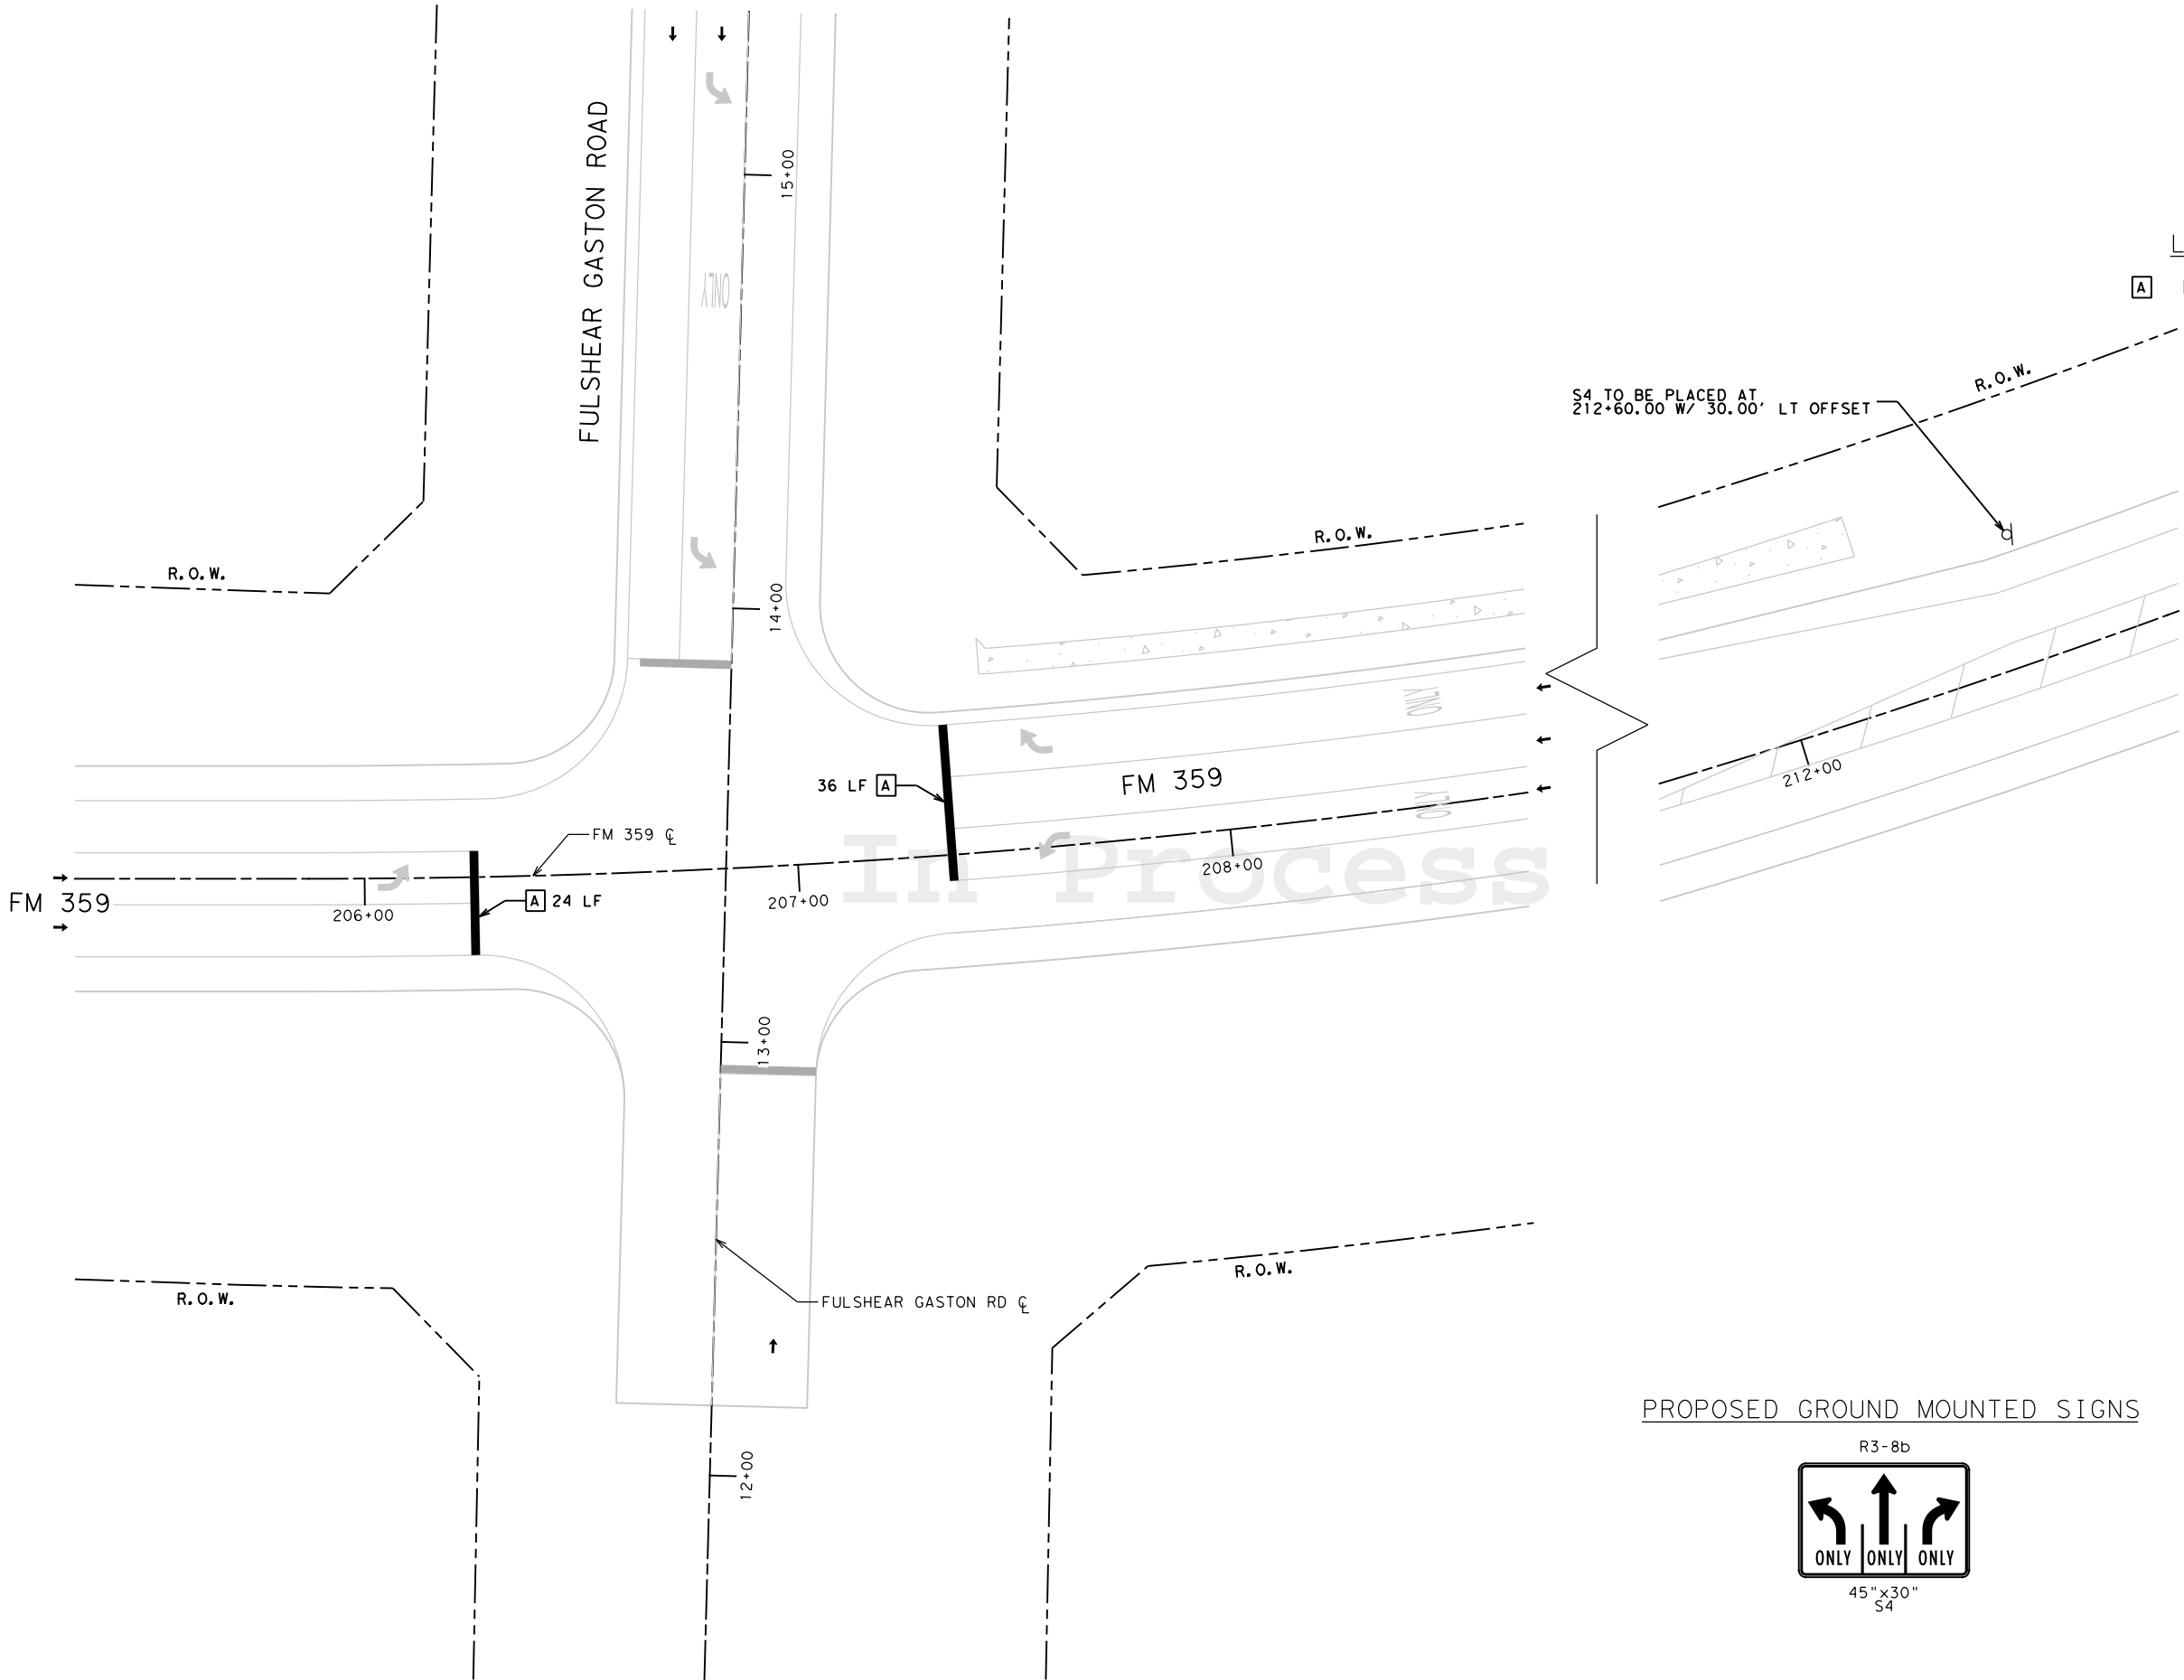 FULSHEAR GASTON ROAD
15+00
ONLY
14+00
R.O.W.
R.O.W.
R.O.W.
A
S4 TO BE PLACED AT
212+60.00 W/ 30.00' LT OFFSET
ONLY
FM 359
36 LF A
ONLY
212+00
FM 359 ℄
208+00
In Process
FM 359
206+00
A 24 LF
207+00
13+00
R.O.W.
R.O.W.
FULSHEAR GASTON RD ℄
12+00
PROPOSED GROUND MOUNTED SIGNS
R3-8b
ONLY ONLY ONLY
45"x30"
S4